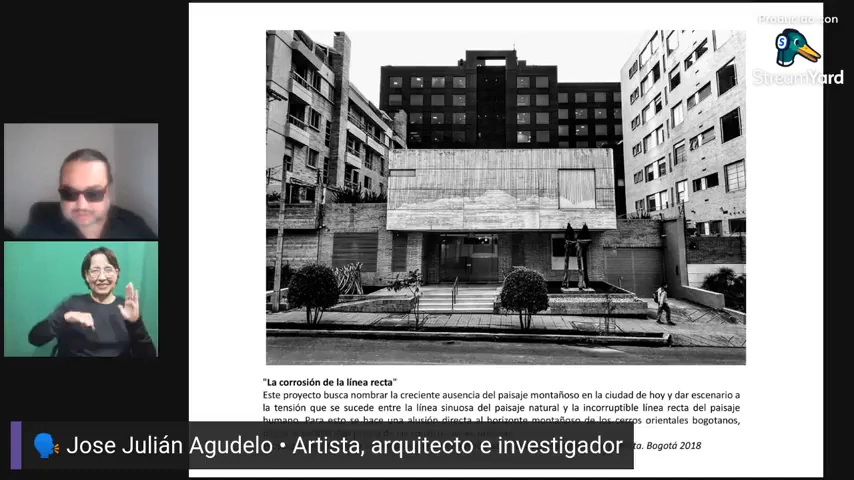 Producido con
StreamYard
"La corrosión de la línea recta"
Este proyecto busca nombrar la creciente ausencia del paisaje montañoso en la ciudad de hoy y dar escenario a
la tensión que se sucede entre la línea sinuosa del paisaje natural y la incorruptible línea recta del paisaje
humano. Para esto se hace una alusión directa al horizonte montañoso de los cerros orientales bogotanos,
Jose Julián Agudelo - Artista, arquitecto e investigador
Bogotá 2018